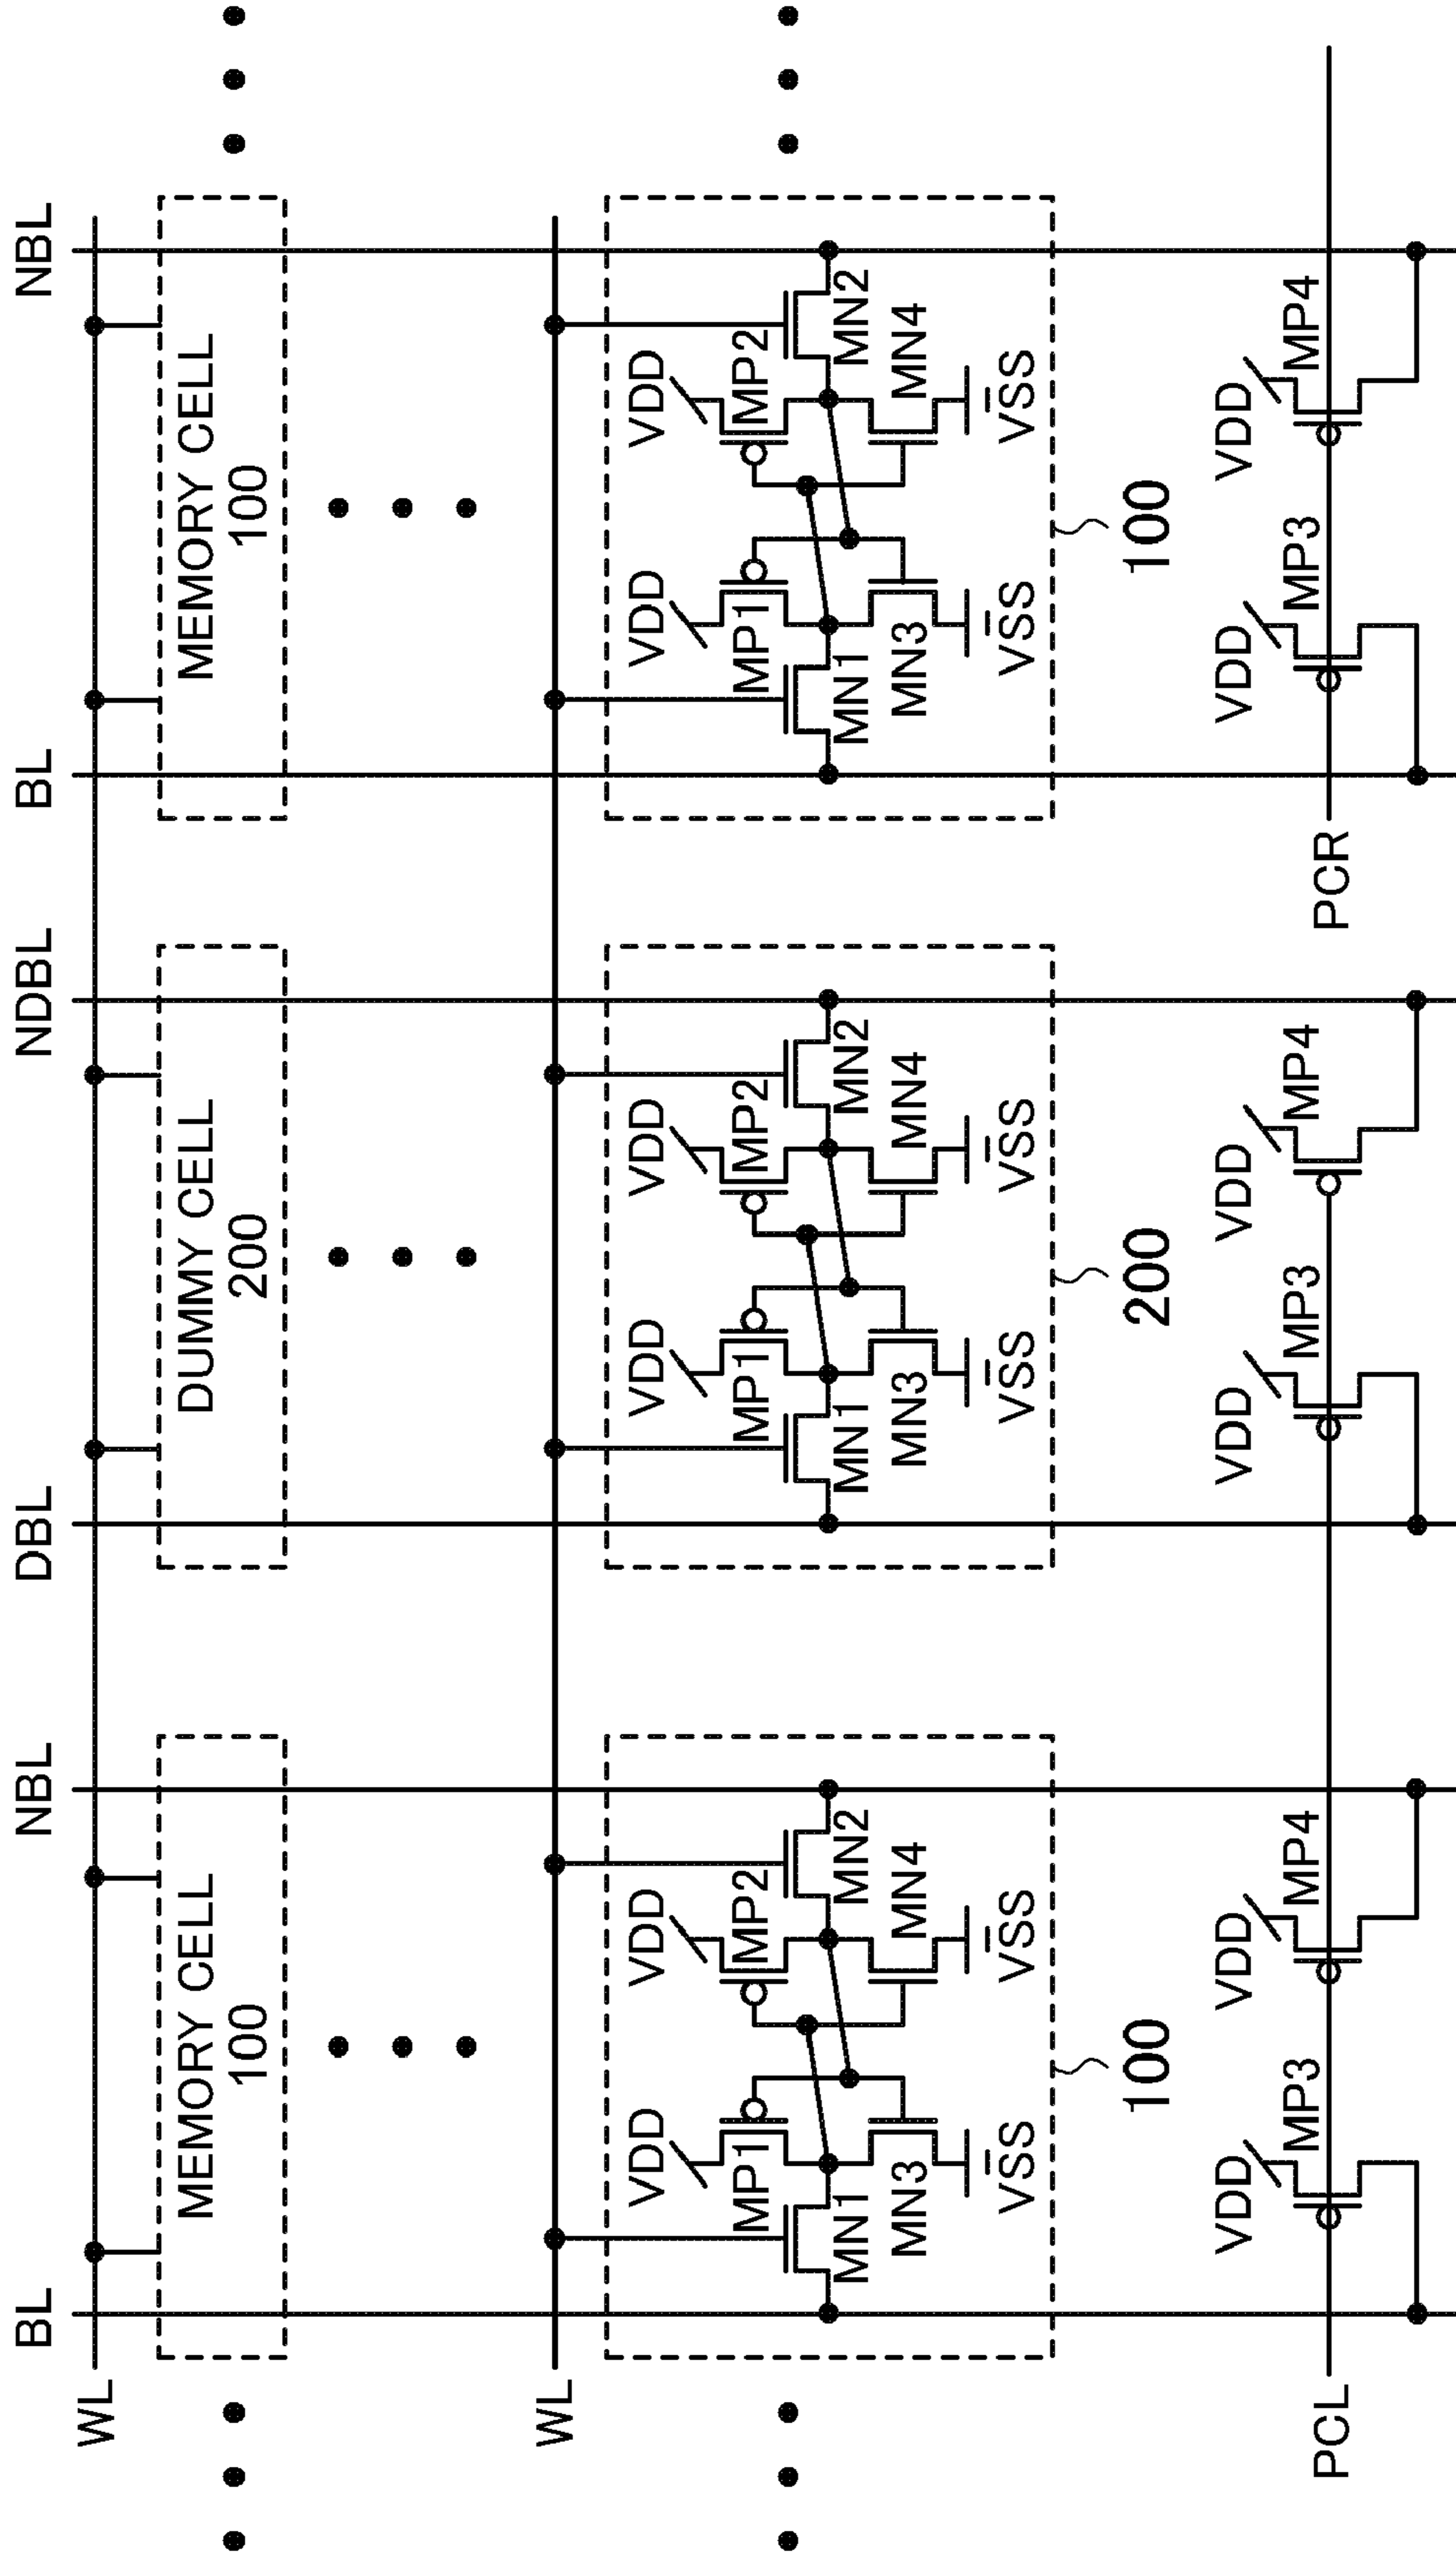 BL NBL DBL NDBL BL NBL
WL
MEMORY CELL
100
DUMMY CELL
200
MEMORY CELL
100
WL
VDD VDD VDD VDD VDD VDD
MP1 MP2 MP1 MP2 MP1 MP2
MN1 MN2 MN1 MN2 MN1 MN2
MN3 MN4 MN3 MN4 MN3 MN4
VSS VSS VSS VSS VSS VSS
100 200 100
VDD VDD VDD VDD VDD VDD
MP3 MP4 MP3 MP4 MP3 MP4
PCL PCR